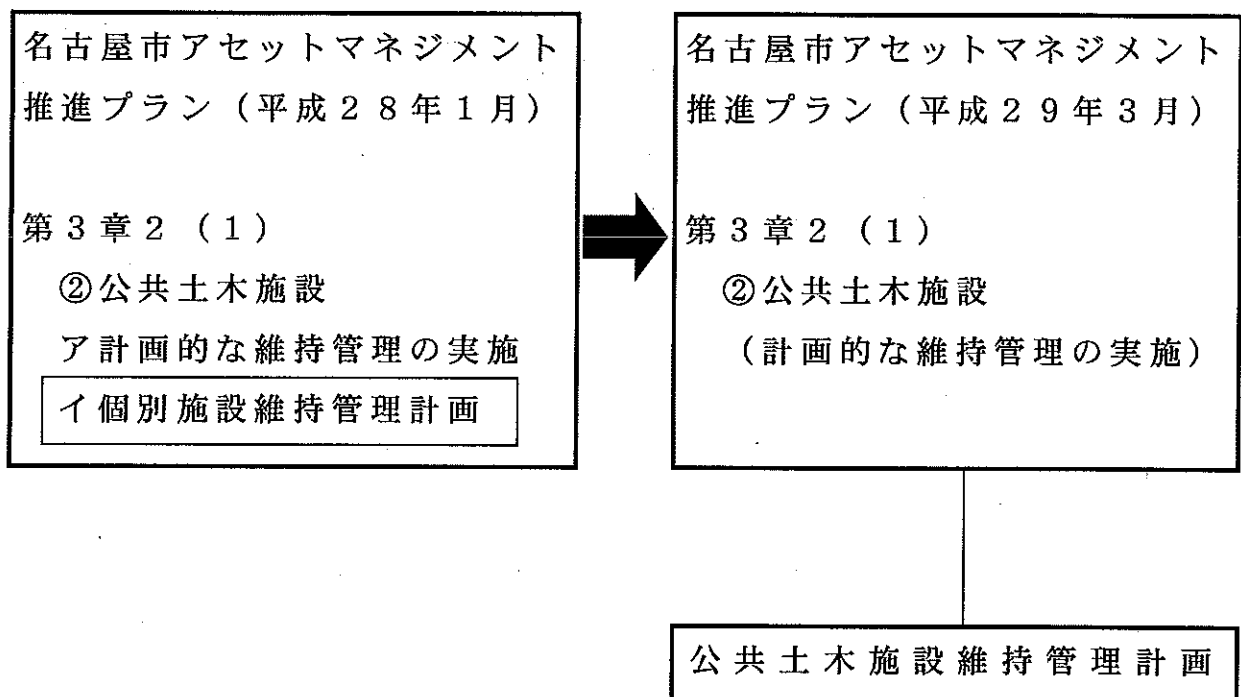 名古屋市アセットマネジメント
推進プラン（平成２８年１月）
第３章２（１）
②公共土木施設
ア計画的な維持管理の実施
イ個別施設維持管理計画
名古屋市アセットマネジメント
推進プラン（平成２９年３月）
第３章２（１）
②公共土木施設
（計画的な維持管理の実施）
公共土木施設維持管理計画